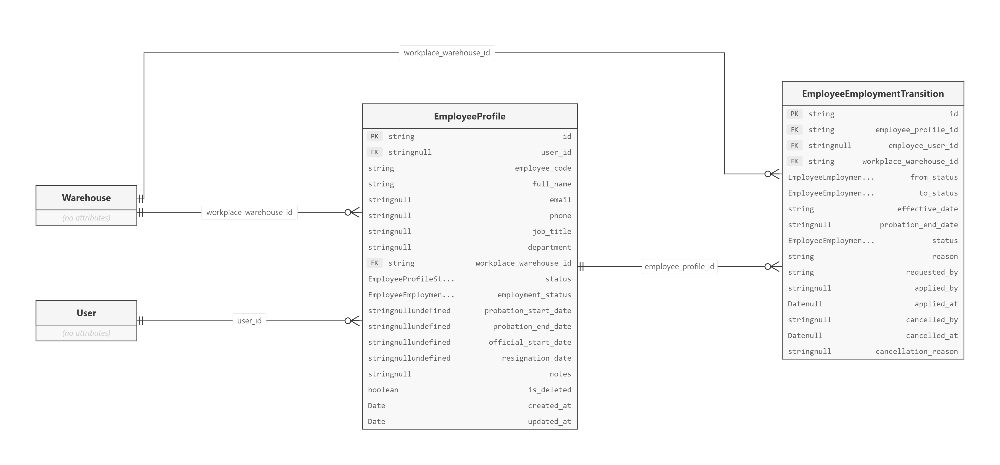 workplace_warehouse_id
EmployeeEmploymentTransition
PK string id
FK string employee_profile_id
FK stringnull employee_user_id
FK string workplace_warehouse_id
EmployeeEmploymen... from_status
EmployeeEmploymen... to_status
string effective_date
stringnull probation_end_date
EmployeeEmploymen... status
string reason
string requested_by
stringnull applied_by
Datenull applied_at
stringnull cancelled_by
Datenull cancelled_at
stringnull cancellation_reason
EmployeeProfile
PK string id
FK stringnull user_id
string employee_code
string full_name
stringnull email
stringnull phone
stringnull job_title
stringnull department
FK string workplace_warehouse_id
EmployeeProfileSt... status
EmployeeEmploymen... employment_status
stringnullundefined probation_start_date
stringnullundefined probation_end_date
stringnullundefined official_start_date
stringnullundefined resignation_date
stringnull notes
boolean is_deleted
Date created_at
Date updated_at
Warehouse
(no attributes)
workplace_warehouse_id
employee_profile_id
User
(no attributes)
user_id